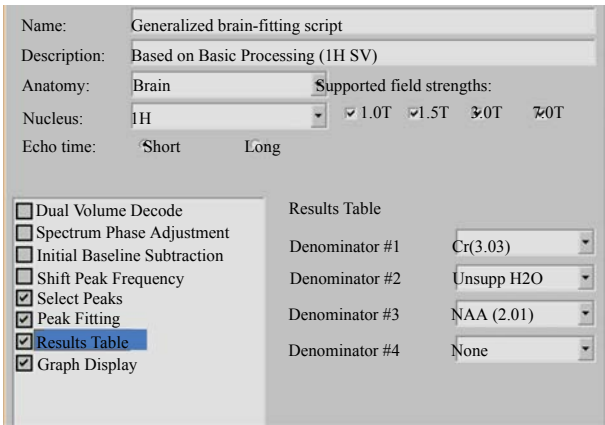 Name: Generalized brain-fitting script
Description: Based on Basic Processing (1H SV)
Anatomy: Brain Supported field strengths:
Nucleus: 1H 1.0T 1.5T 3.0T 7.0T
Echo time: Short Long
Dual Volume Decode
Spectrum Phase Adjustment
Initial Baseline Subtraction
Shift Peak Frequency
Select Peaks
Peak Fitting
Results Table
Graph Display
Results Table
Denominator #1 Cr(3.03)
Denominator #2 Unsupp H2O
Denominator #3 NAA (2.01)
Denominator #4 None